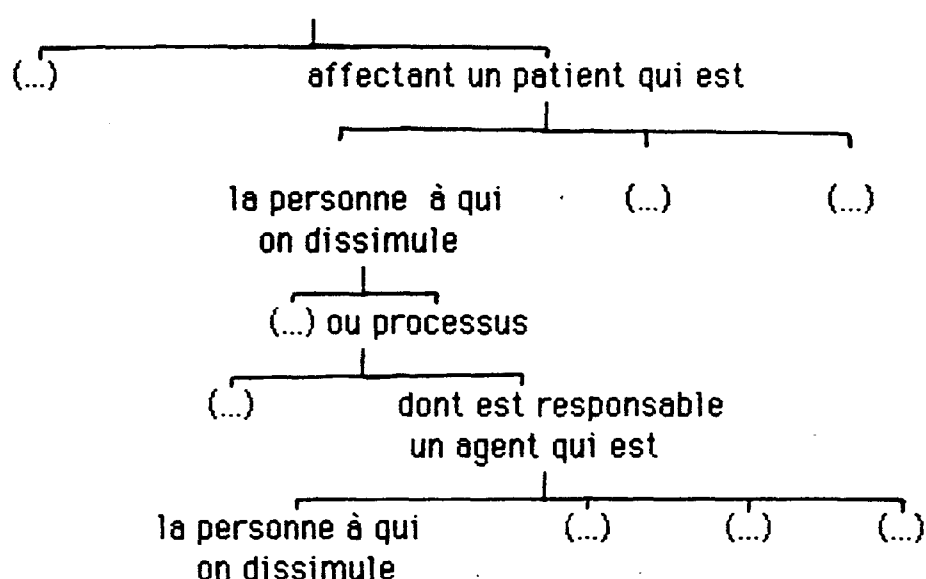 (...) affectant un patient qui est
la personne à qui (...) (...)
on dissimule
(...) ou processus
(...) dont est responsable
un agent qui est
la personne à qui (...) (...) (...)
on dissimule